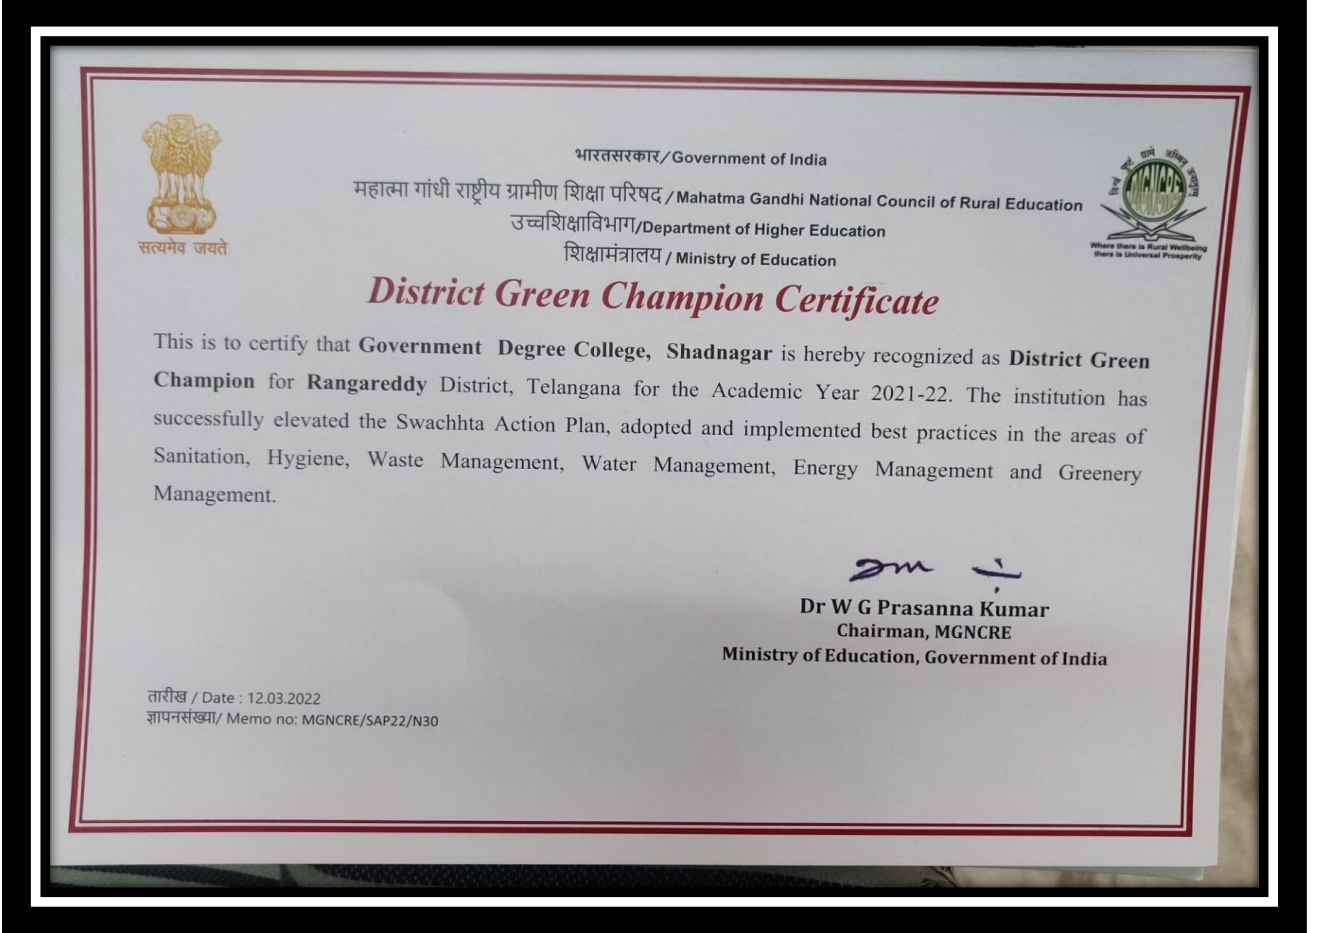 भारतसरकार/Government of India
महात्मा गांधी राष्ट्रीय ग्रामीण शिक्षा परिषद / Mahatma Gandhi National Council of Rural Education
उच्चशिक्षाविभाग/Department of Higher Education
शिक्षामंत्रालय / Ministry of Education
सत्यमेव जयते
MGNCRE
Where there is Rural Wellbeing
there is Universal Prosperity
District Green Champion Certificate
This is to certify that Government Degree College, Shadnagar is hereby recognized as District Green
Champion for Rangareddy District, Telangana for the Academic Year 2021-22. The institution has
successfully elevated the Swachhta Action Plan, adopted and implemented best practices in the areas of
Sanitation, Hygiene, Waste Management, Water Management, Energy Management and Greenery
Management.
Dr W G Prasanna Kumar
Chairman, MGNCRE
Ministry of Education, Government of India
तारीख / Date : 12.03.2022
ज्ञापनसंख्या/ Memo no: MGNCRE/SAP22/N30